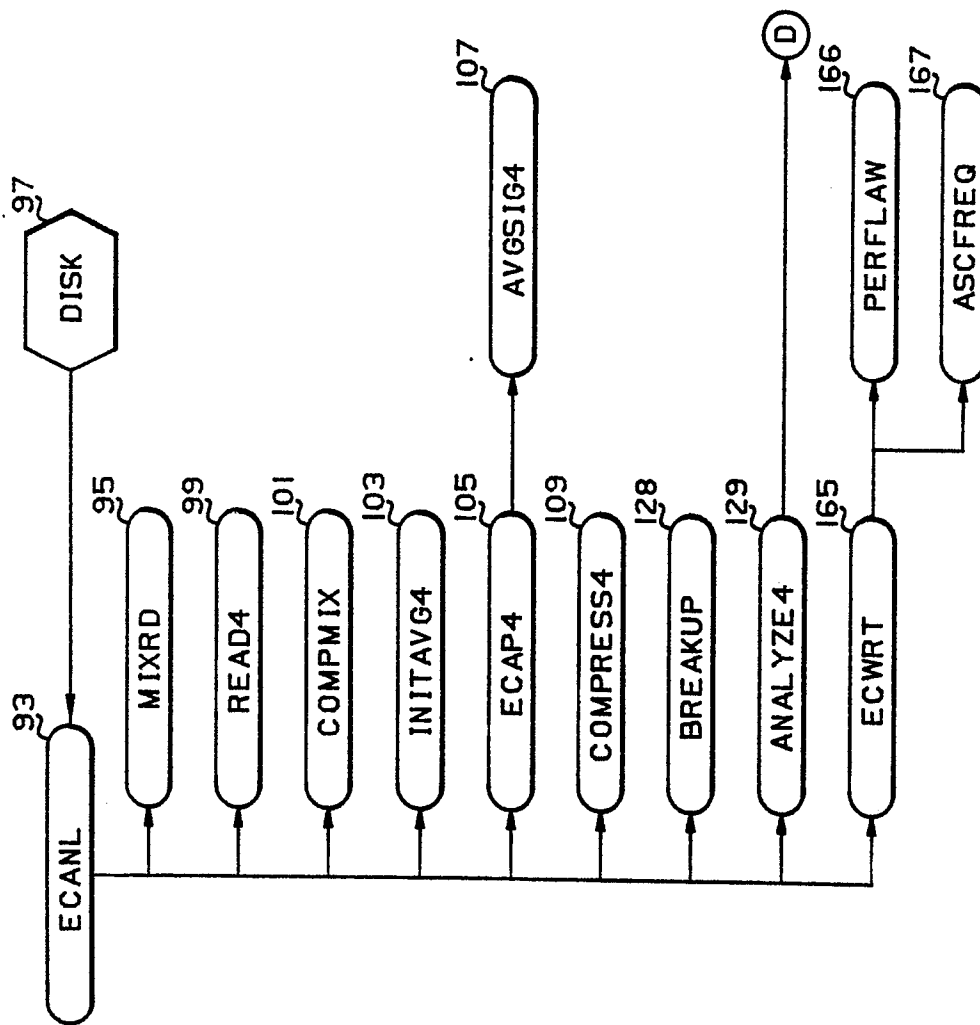 ECANL
93
DISK
97
MIXRD
95
READ4
99
COMPMIX
101
INITAVG4
103
ECAP4
105
AVGSIG4
107
COMPRESS4
109
BREAKUP
128
ANALYZE4
129
D
ECWRT
165
PERFLAW
166
ASCFREQ
167